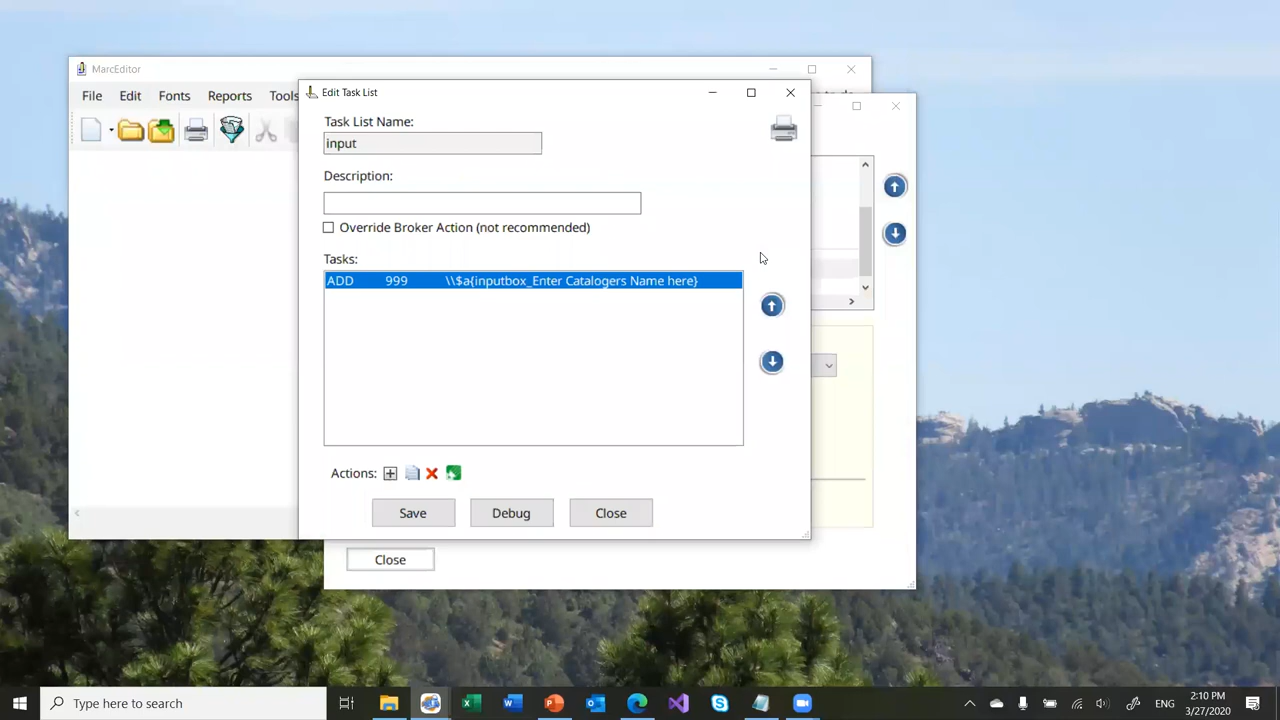 MarcEditor
File Edit Fonts Reports Tools
Edit Task List
Task List Name:
input
Description:
Override Broker Action (not recommended)
Tasks:
ADD 999 \\$a{inputbox_Enter Catalogers Name here}
Actions:
Save Debug Close
Close
Type here to search
ENG
2:10 PM
3/27/2020